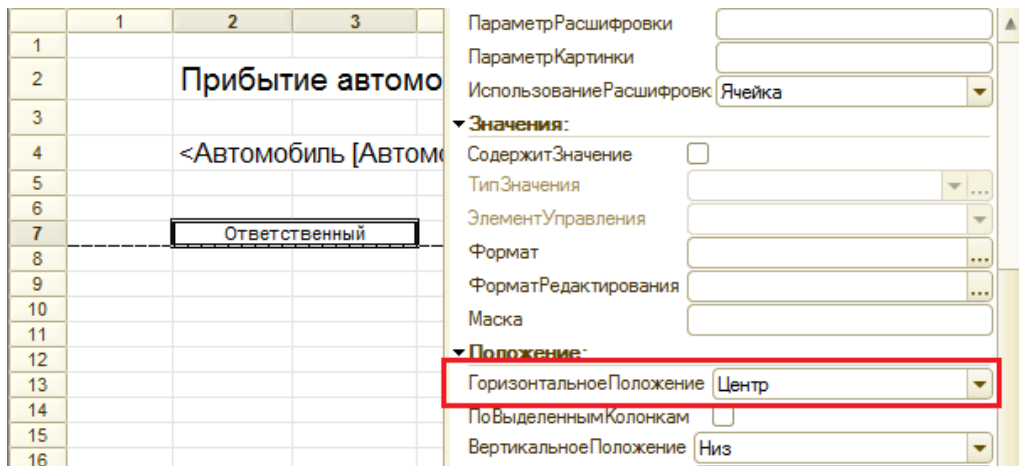 1 2 3
1
2 Прибытие автомо
3
4 <Автомобиль [Автомо
5
6
7 Ответственный
8
9
10
11
12
13
14
15
16
ПараметрРасшифровки
ПараметрКартинки
ИспользованиеРасшифровк Ячейка
Значения:
СодержитЗначение
ТипЗначения ...
ЭлементУправления
Формат ...
ФорматРедактирования ...
Маска
Положение:
ГоризонтальноеПоложение Центр
ПоВыделеннымКолонкам
ВертикальноеПоложение Низ